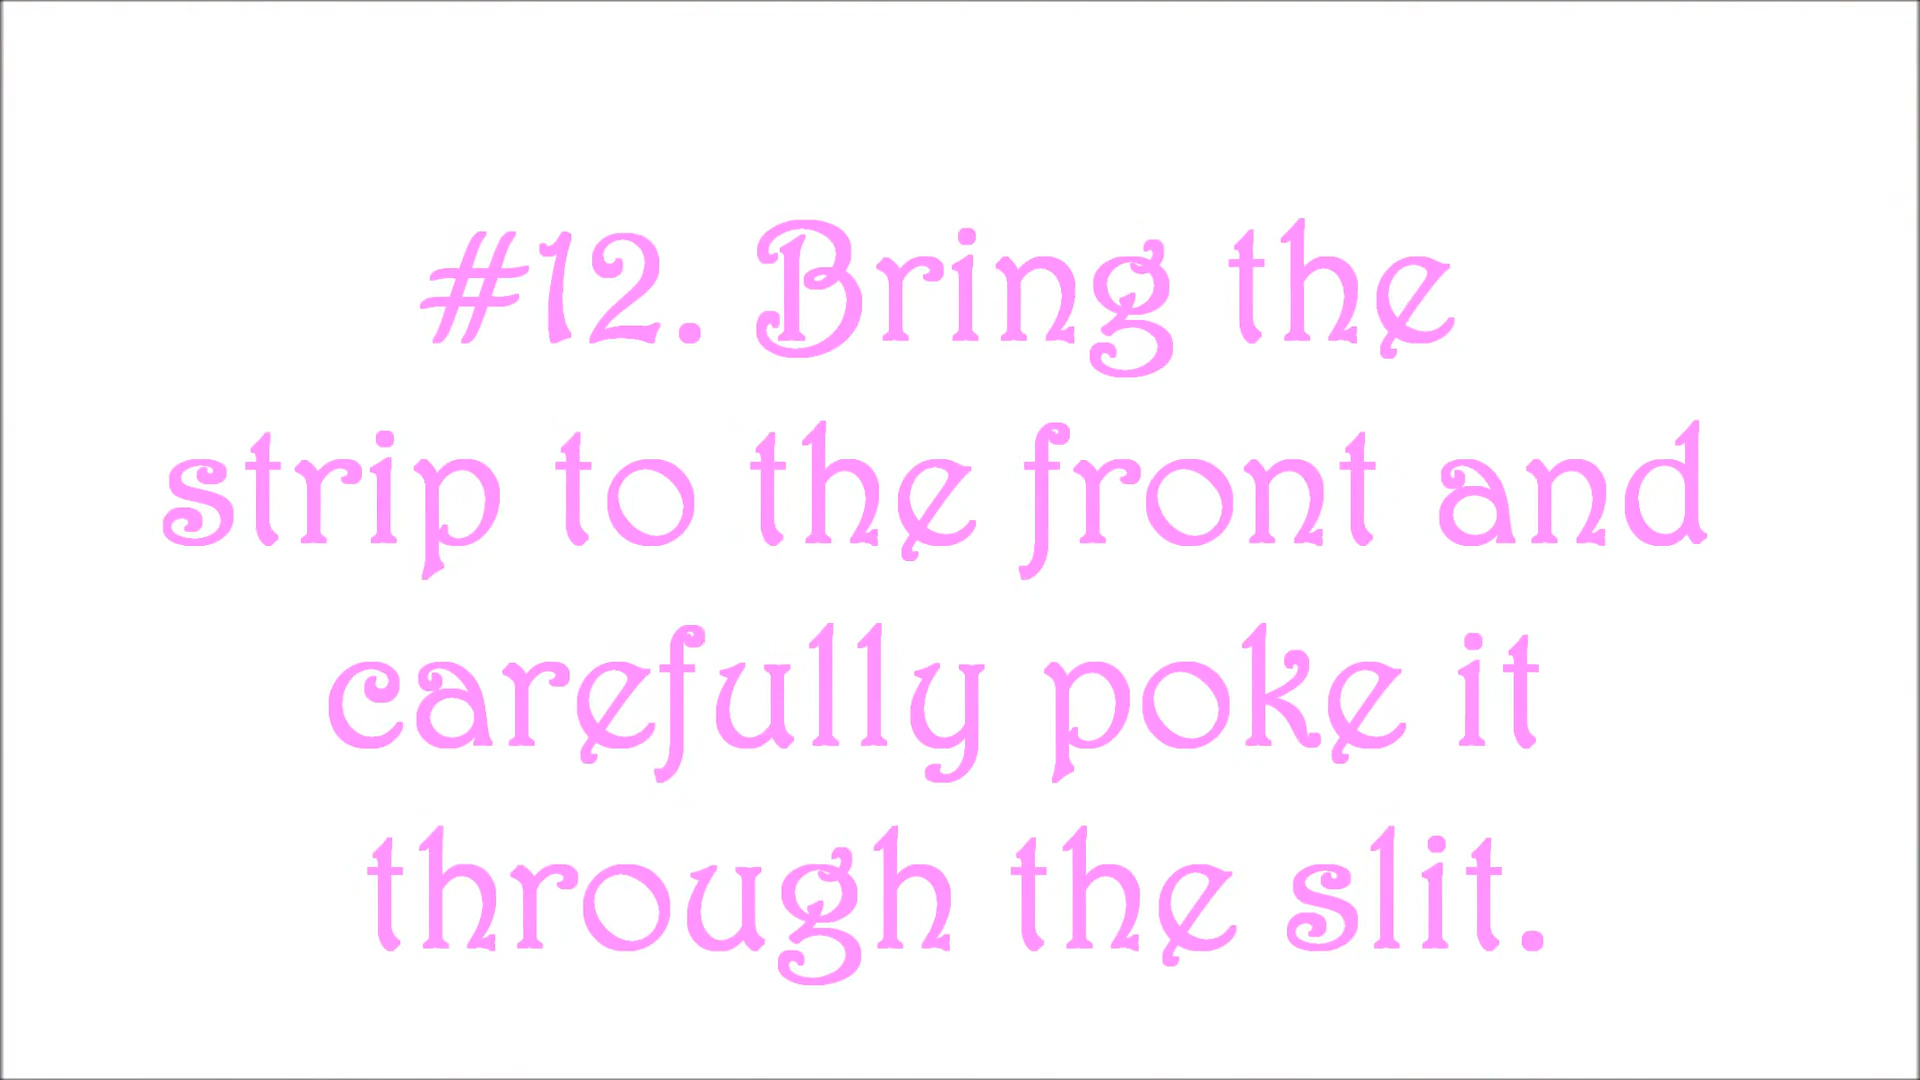 #12. Bring the
strip to the front and
carefully poke it
through the slit.